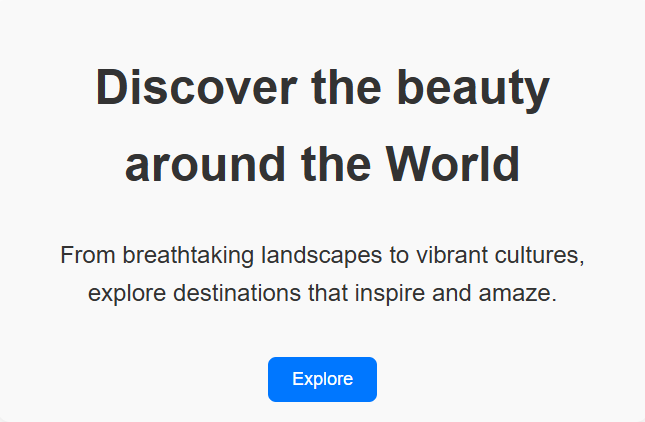 Discover the beauty
around the World
From breathtaking landscapes to vibrant cultures,
explore destinations that inspire and amaze.
Explore